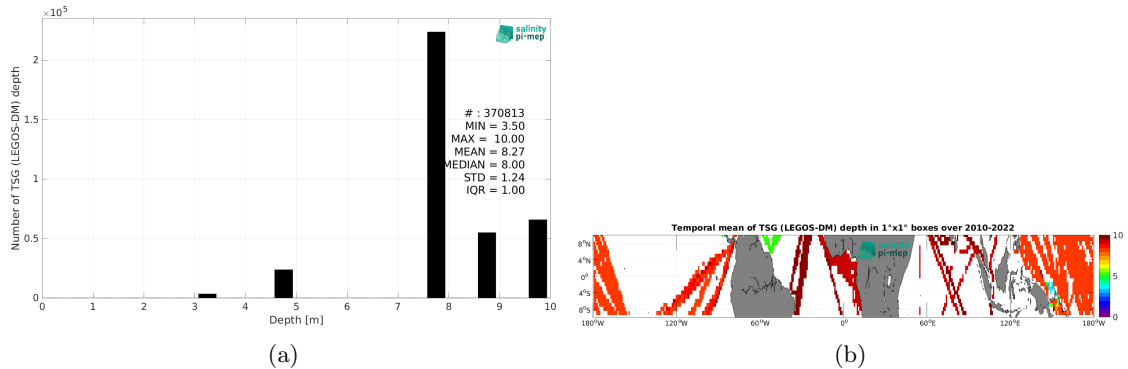 ×10^5
salinity
pi-mep
2
1.5
1
0.5
0
Number of TSG (LEGOS-DM) depth
# : 370813
MIN = 3.50
MAX = 10.00
MEAN = 8.27
MEDIAN = 8.00
STD = 1.24
IQR = 1.00
0 1 2 3 4 5 6 7 8 9 10
Depth [m]
(a)
Temporal mean of TSG (LEGOS-DM) depth in 1°x1° boxes over 2010-2022
salinity
pi-mep
8°N
4°N
0°
4°S
8°S
180°W 120°W 60°W 0° 60°E 120°E 180°W
10
5
0
(b)